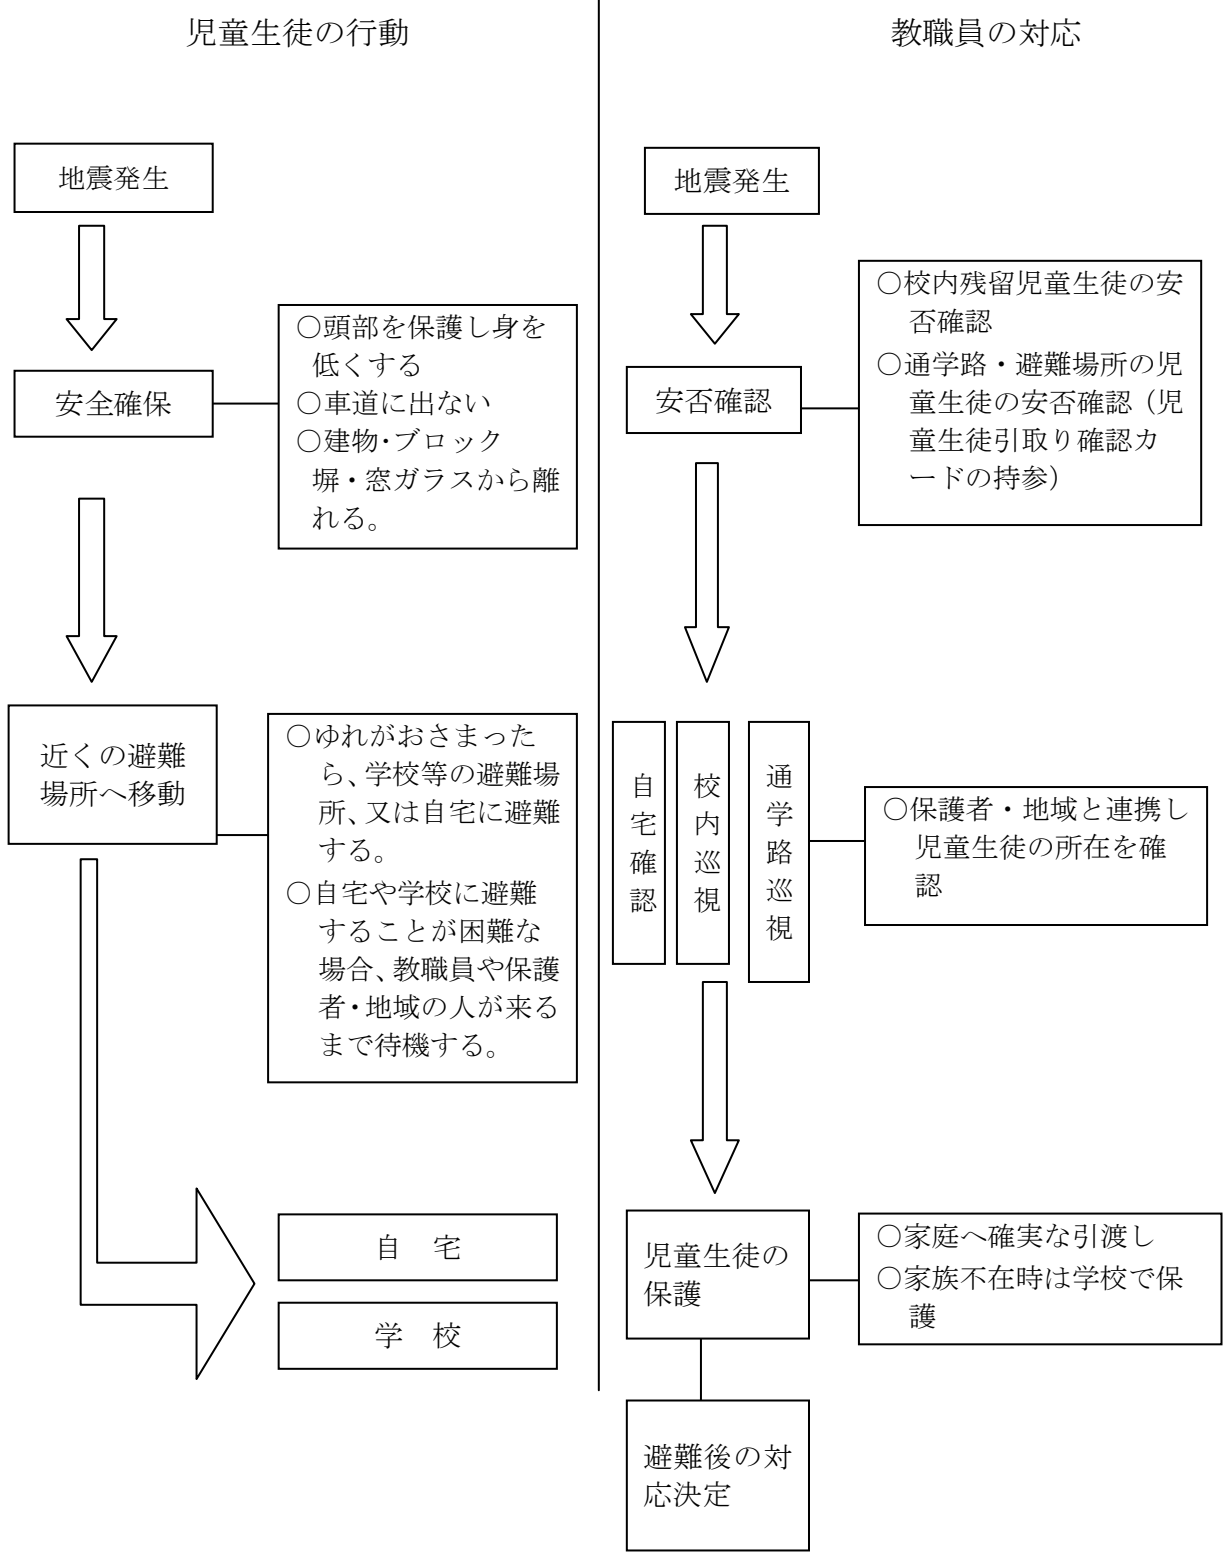 児童生徒の行動
地震発生
安全確保
○頭部を保護し身を
低くする
○車道に出ない
○建物・ブロック
塀・窓ガラスから離
れる。
近くの避難
場所へ移動
○ゆれがおさまった
ら、学校等の避難場
所、又は自宅に避難
する。
○自宅や学校に避難
することが困難な
場合、教職員や保護
者・地域の人が来る
まで待機する。
自　宅
学　校
教職員の対応
地震発生
安否確認
○校内残留児童生徒の安
否確認
○通学路・避難場所の児
童生徒の安否確認（児
童生徒引取り確認カ
ードの持参）
自宅確認
校内巡視
通学路巡視
○保護者・地域と連携し
児童生徒の所在を確
認
児童生徒の
保護
○家庭へ確実な引渡し
○家族不在時は学校で保
護
避難後の対
応決定